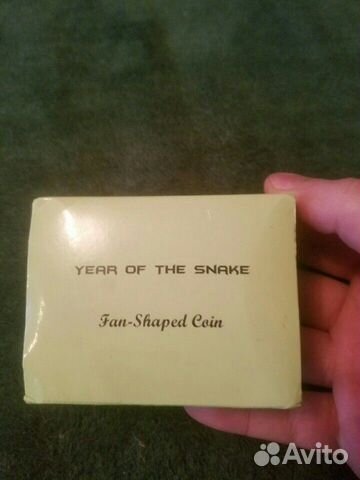 YEAR OF THE SNAKE
Fan-Shaped Coin
Avito